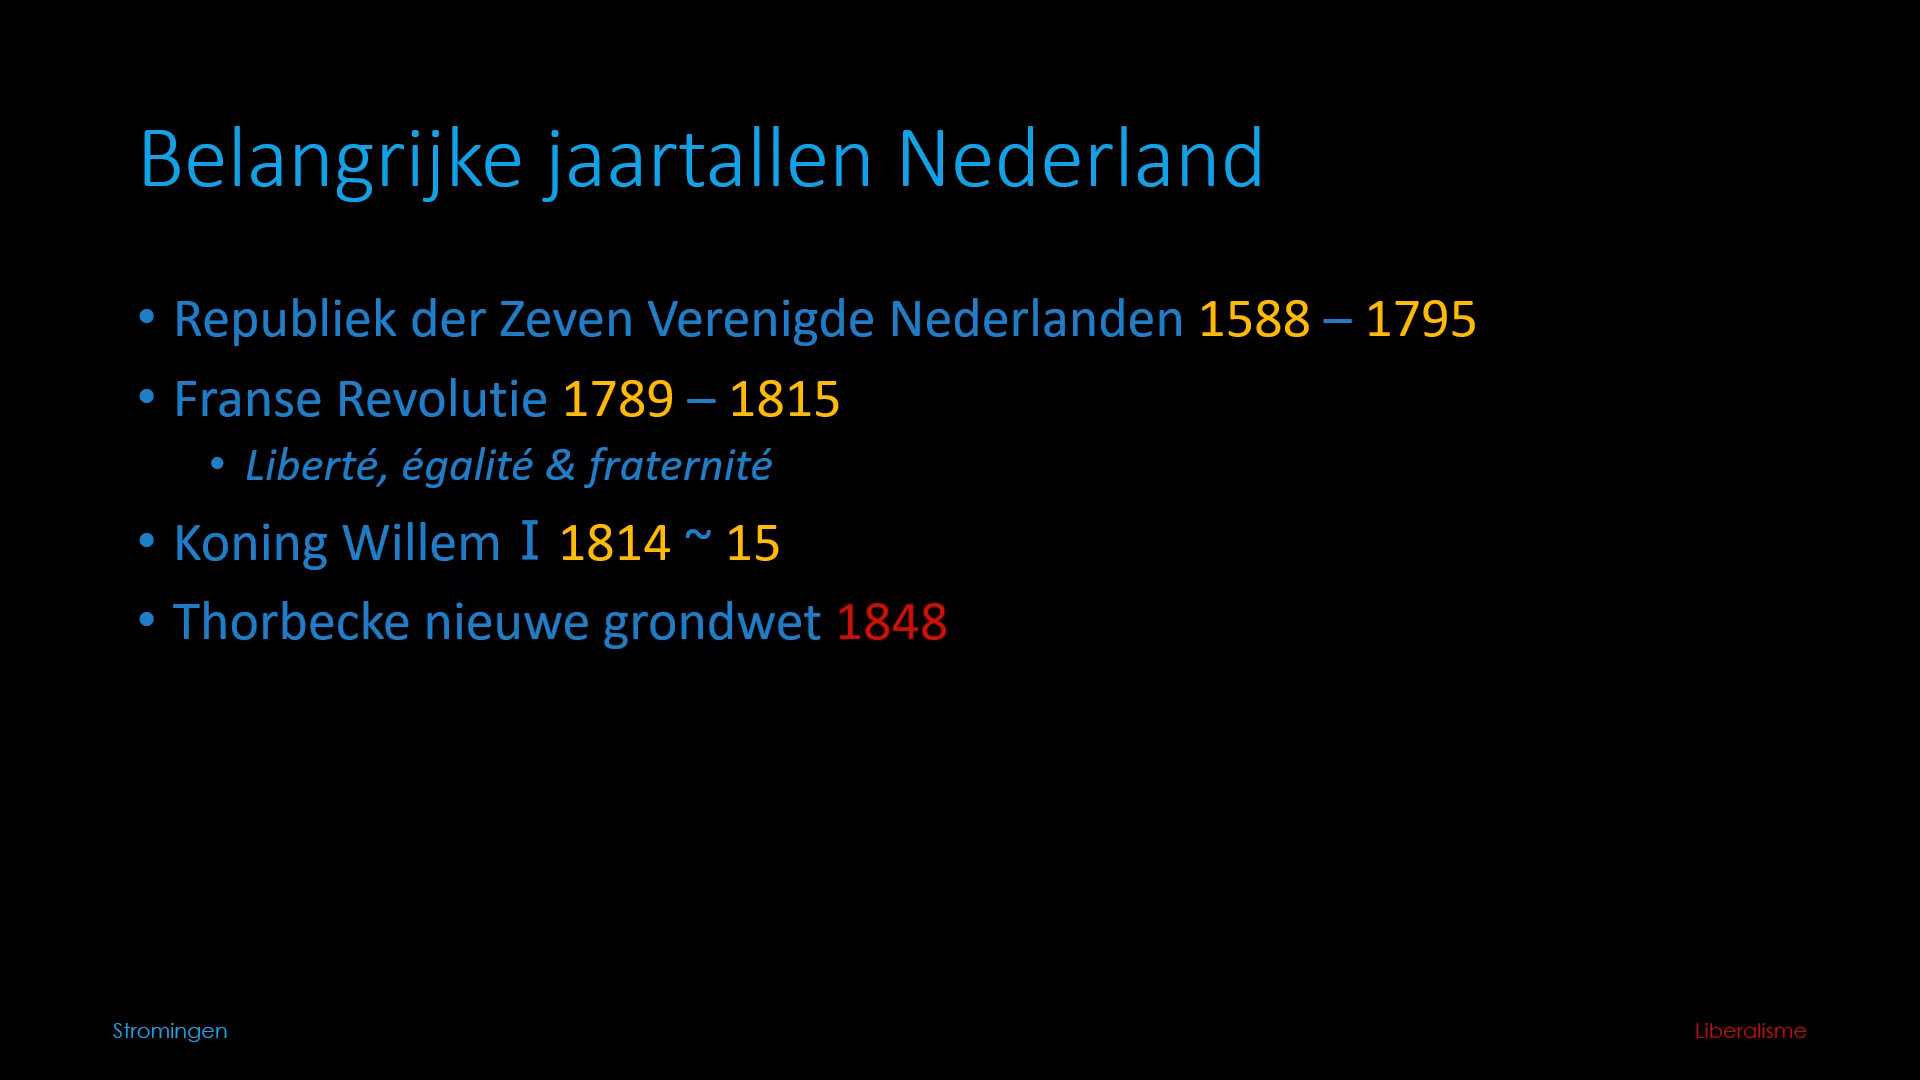 Belangrijke jaartallen Nederland
• Republiek der Zeven Verenigde Nederlanden 1588 – 1795
• Franse Revolutie 1789 – 1815
• Liberté, égalité & fraternité
• Koning Willem I 1814 ~ 15
• Thorbecke nieuwe grondwet 1848
Stromingen
Liberalisme